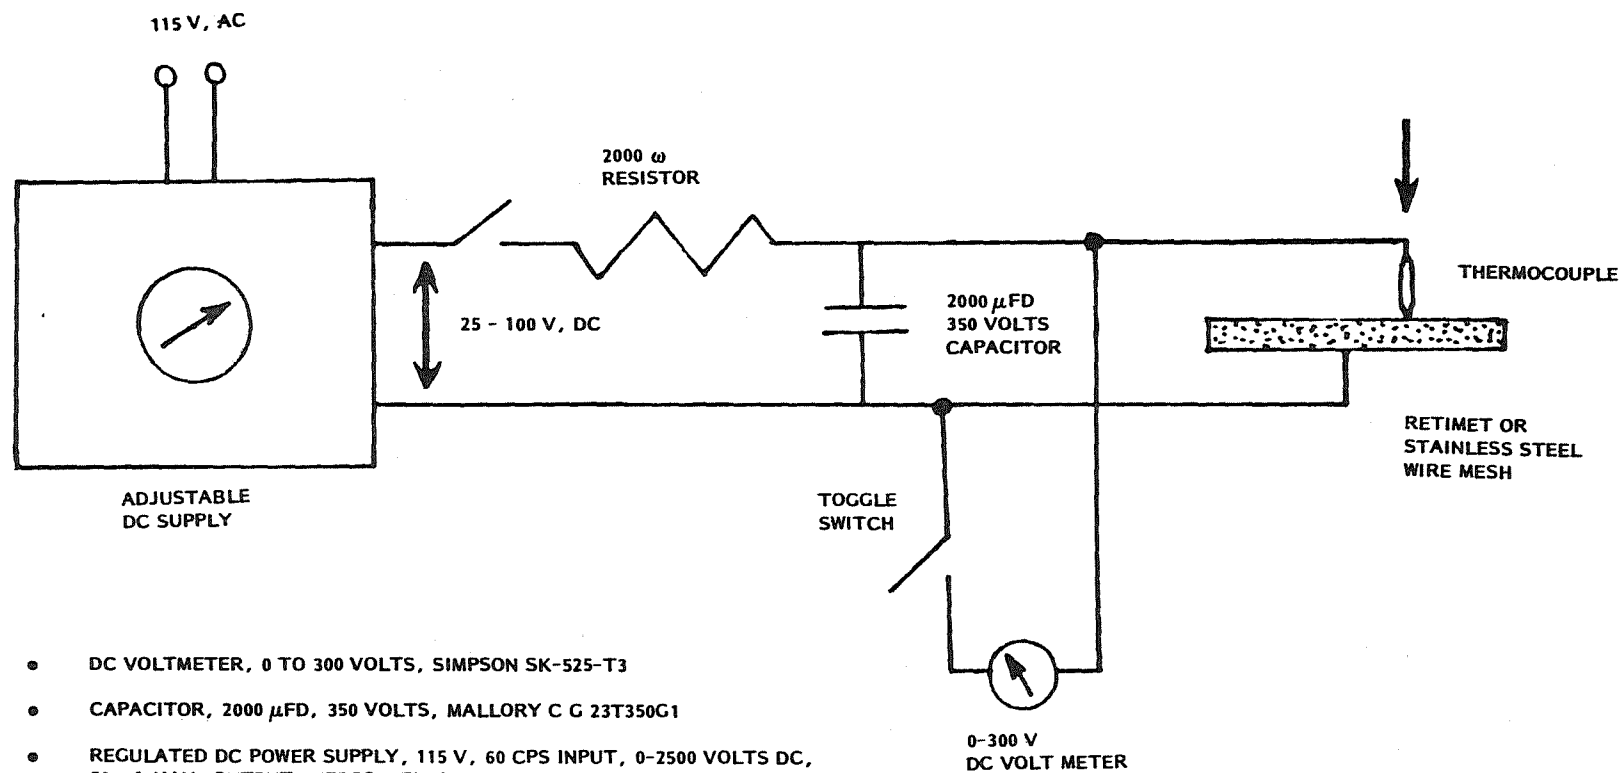 115 V, AC
2000 ω
RESISTOR
25 - 100 V, DC
2000 μFD
350 VOLTS
CAPACITOR
THERMOCOUPLE
RETIMET OR
STAINLESS STEEL
WIRE MESH
ADJUSTABLE
DC SUPPLY
TOGGLE
SWITCH
0-300 V
DC VOLT METER
• DC VOLTMETER, 0 TO 300 VOLTS, SIMPSON SK-525-T3
• CAPACITOR, 2000 μFD, 350 VOLTS, MALLORY C G 23T350G1
• REGULATED DC POWER SUPPLY, 115 V, 60 CPS INPUT, 0-2500 VOLTS DC,